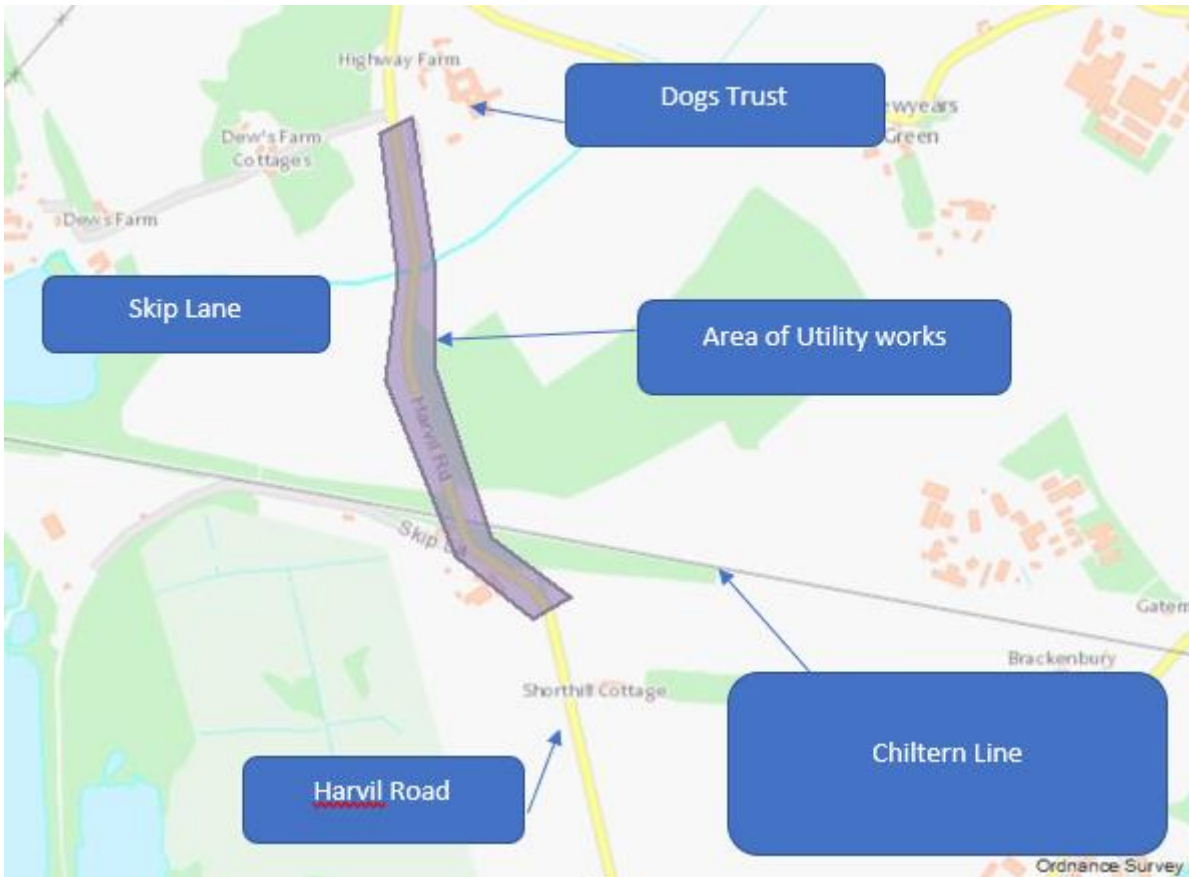 Highway Farm
Dogs Trust
ewyears
Green
Dew's Farm
Cottages
Dew's Farm
Skip Lane
Area of Utility works
Harvil Rd
Skip
Gatem
Brackenbury
Shorthill Cottage
Chiltern Line
Harvil Road
Ordnance Survey